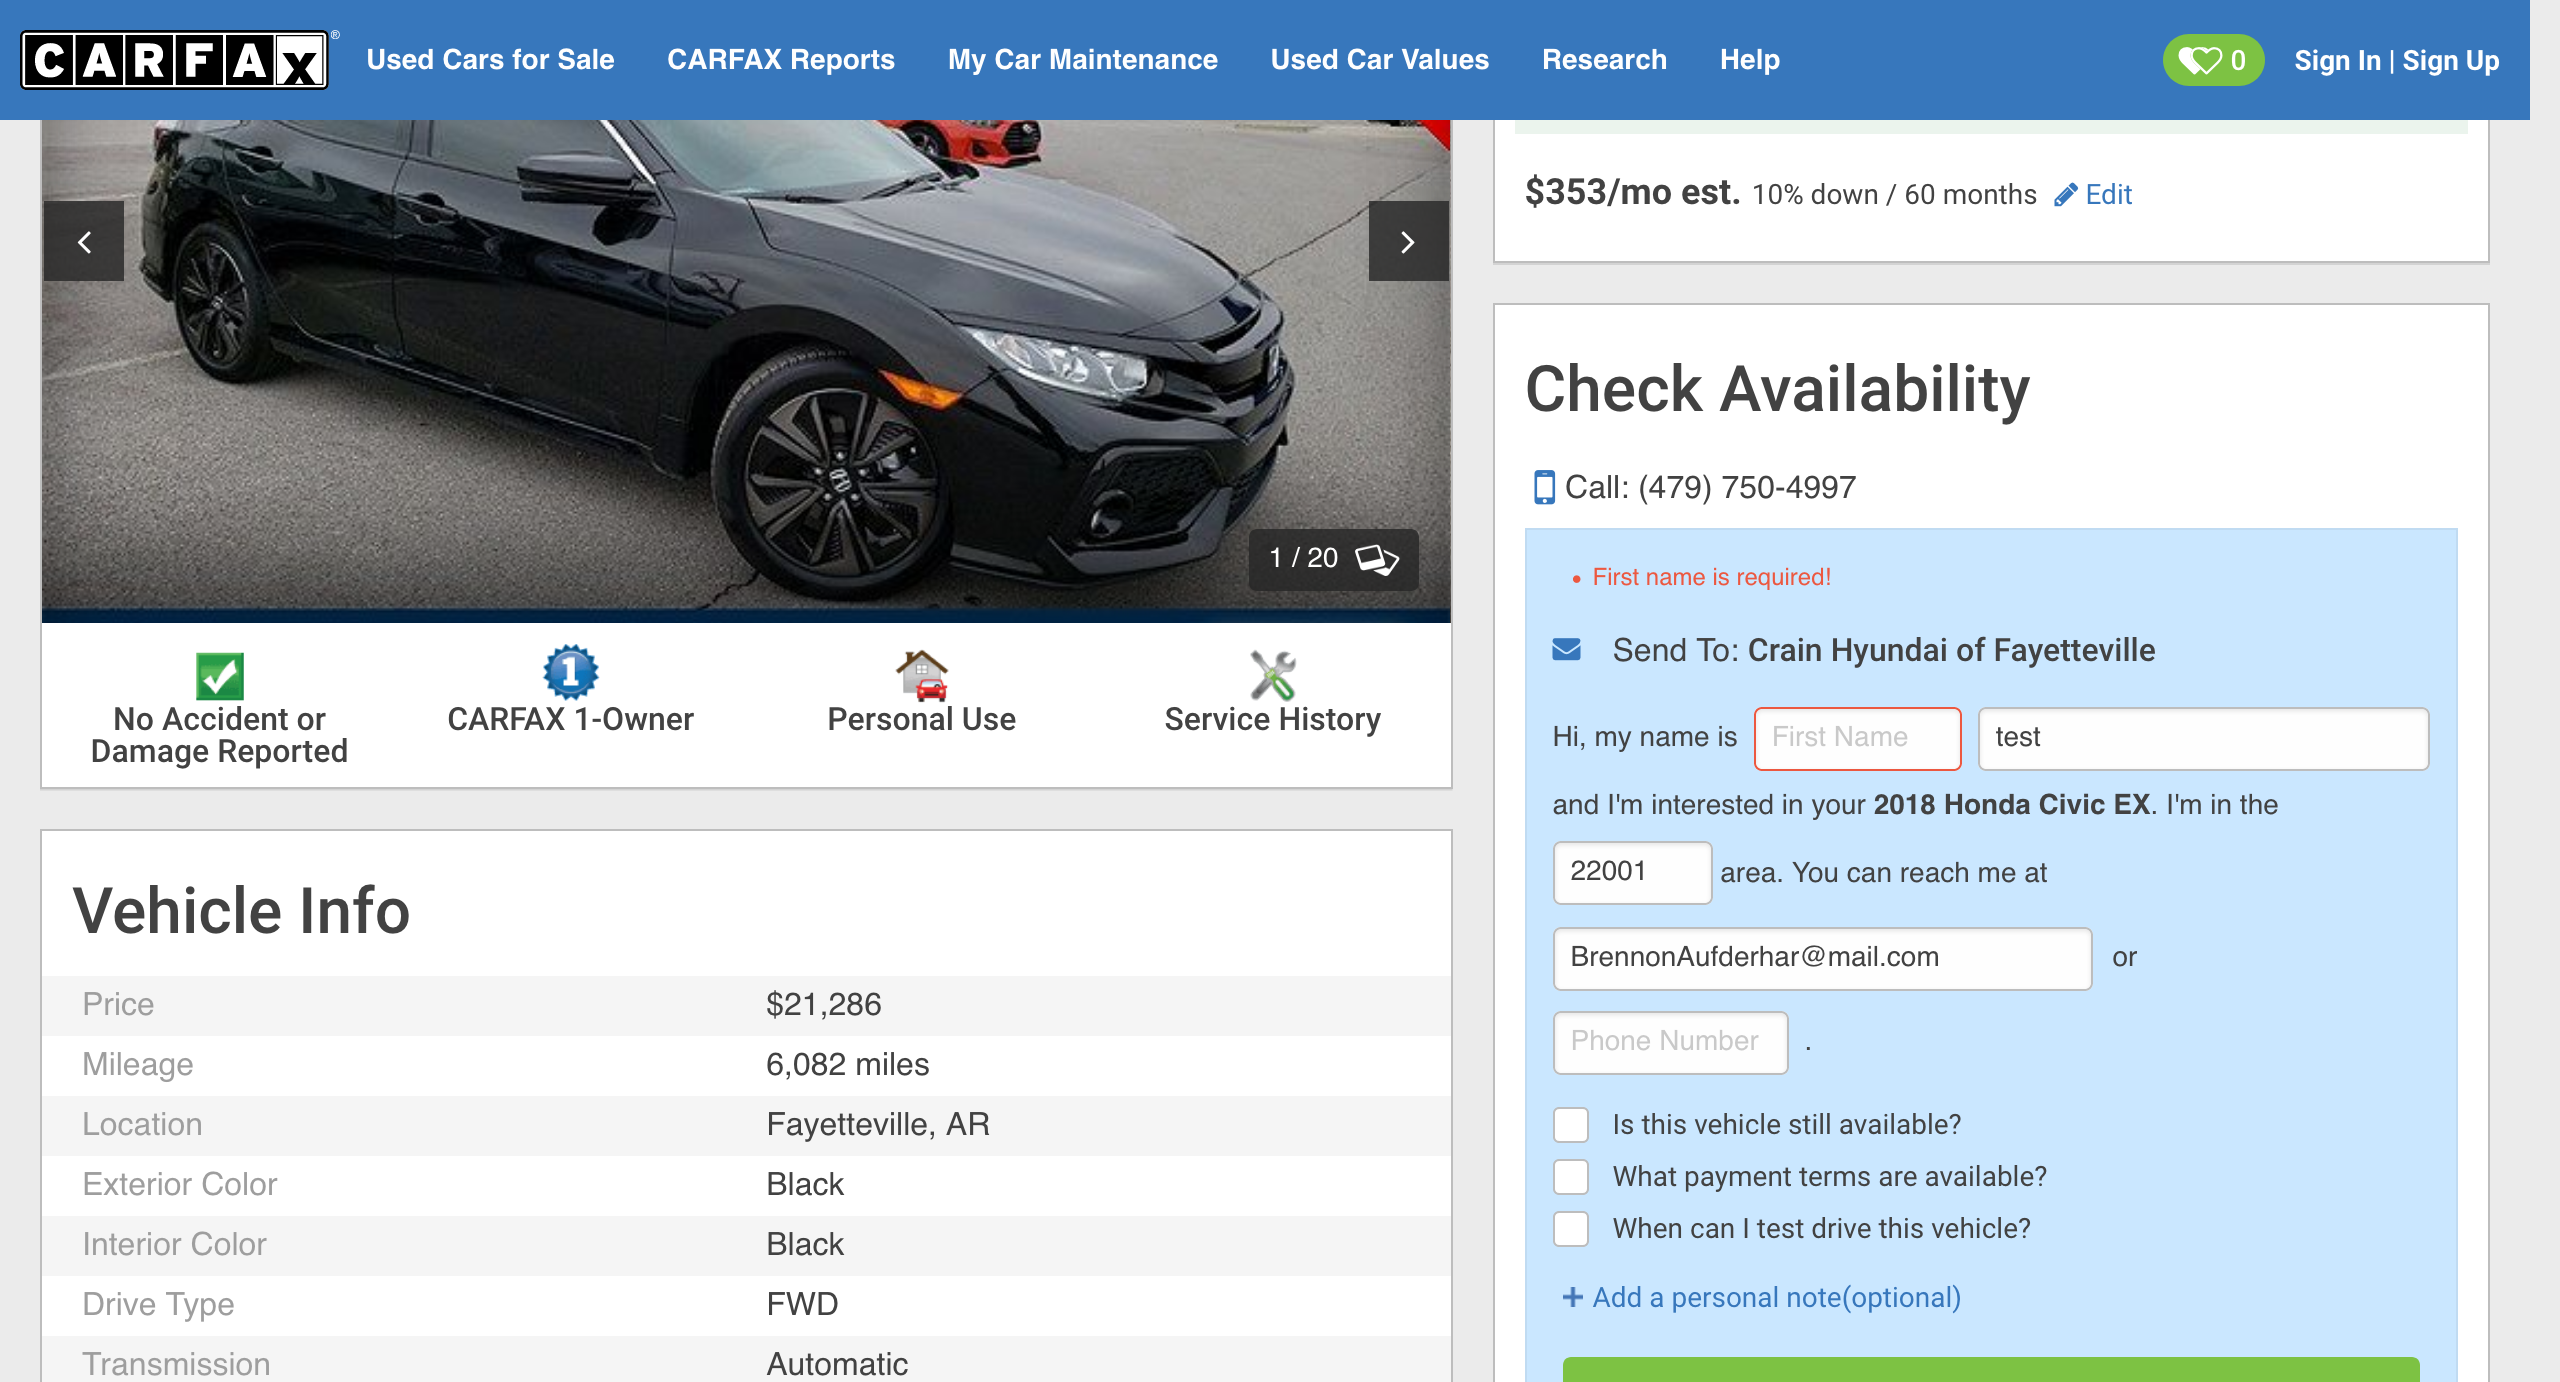 CARFAX® Used Cars for Sale CARFAX Reports My Car Maintenance Used Car Values Research Help 0 Sign In | Sign Up
1 / 20
No Accident or
Damage Reported
1
CARFAX 1-Owner
Personal Use
Service History
Vehicle Info
Price $21,286
Mileage 6,082 miles
Location Fayetteville, AR
Exterior Color Black
Interior Color Black
Drive Type FWD
Transmission Automatic
$353/mo est. 10% down / 60 months Edit
Check Availability
Call: (479) 750-4997
• First name is required!
Send To: Crain Hyundai of Fayetteville
Hi, my name is First Name test
and I'm interested in your 2018 Honda Civic EX. I'm in the
22001 area. You can reach me at
BrennonAufderhar@mail.com or
Phone Number .
Is this vehicle still available?
What payment terms are available?
When can I test drive this vehicle?
+ Add a personal note(optional)